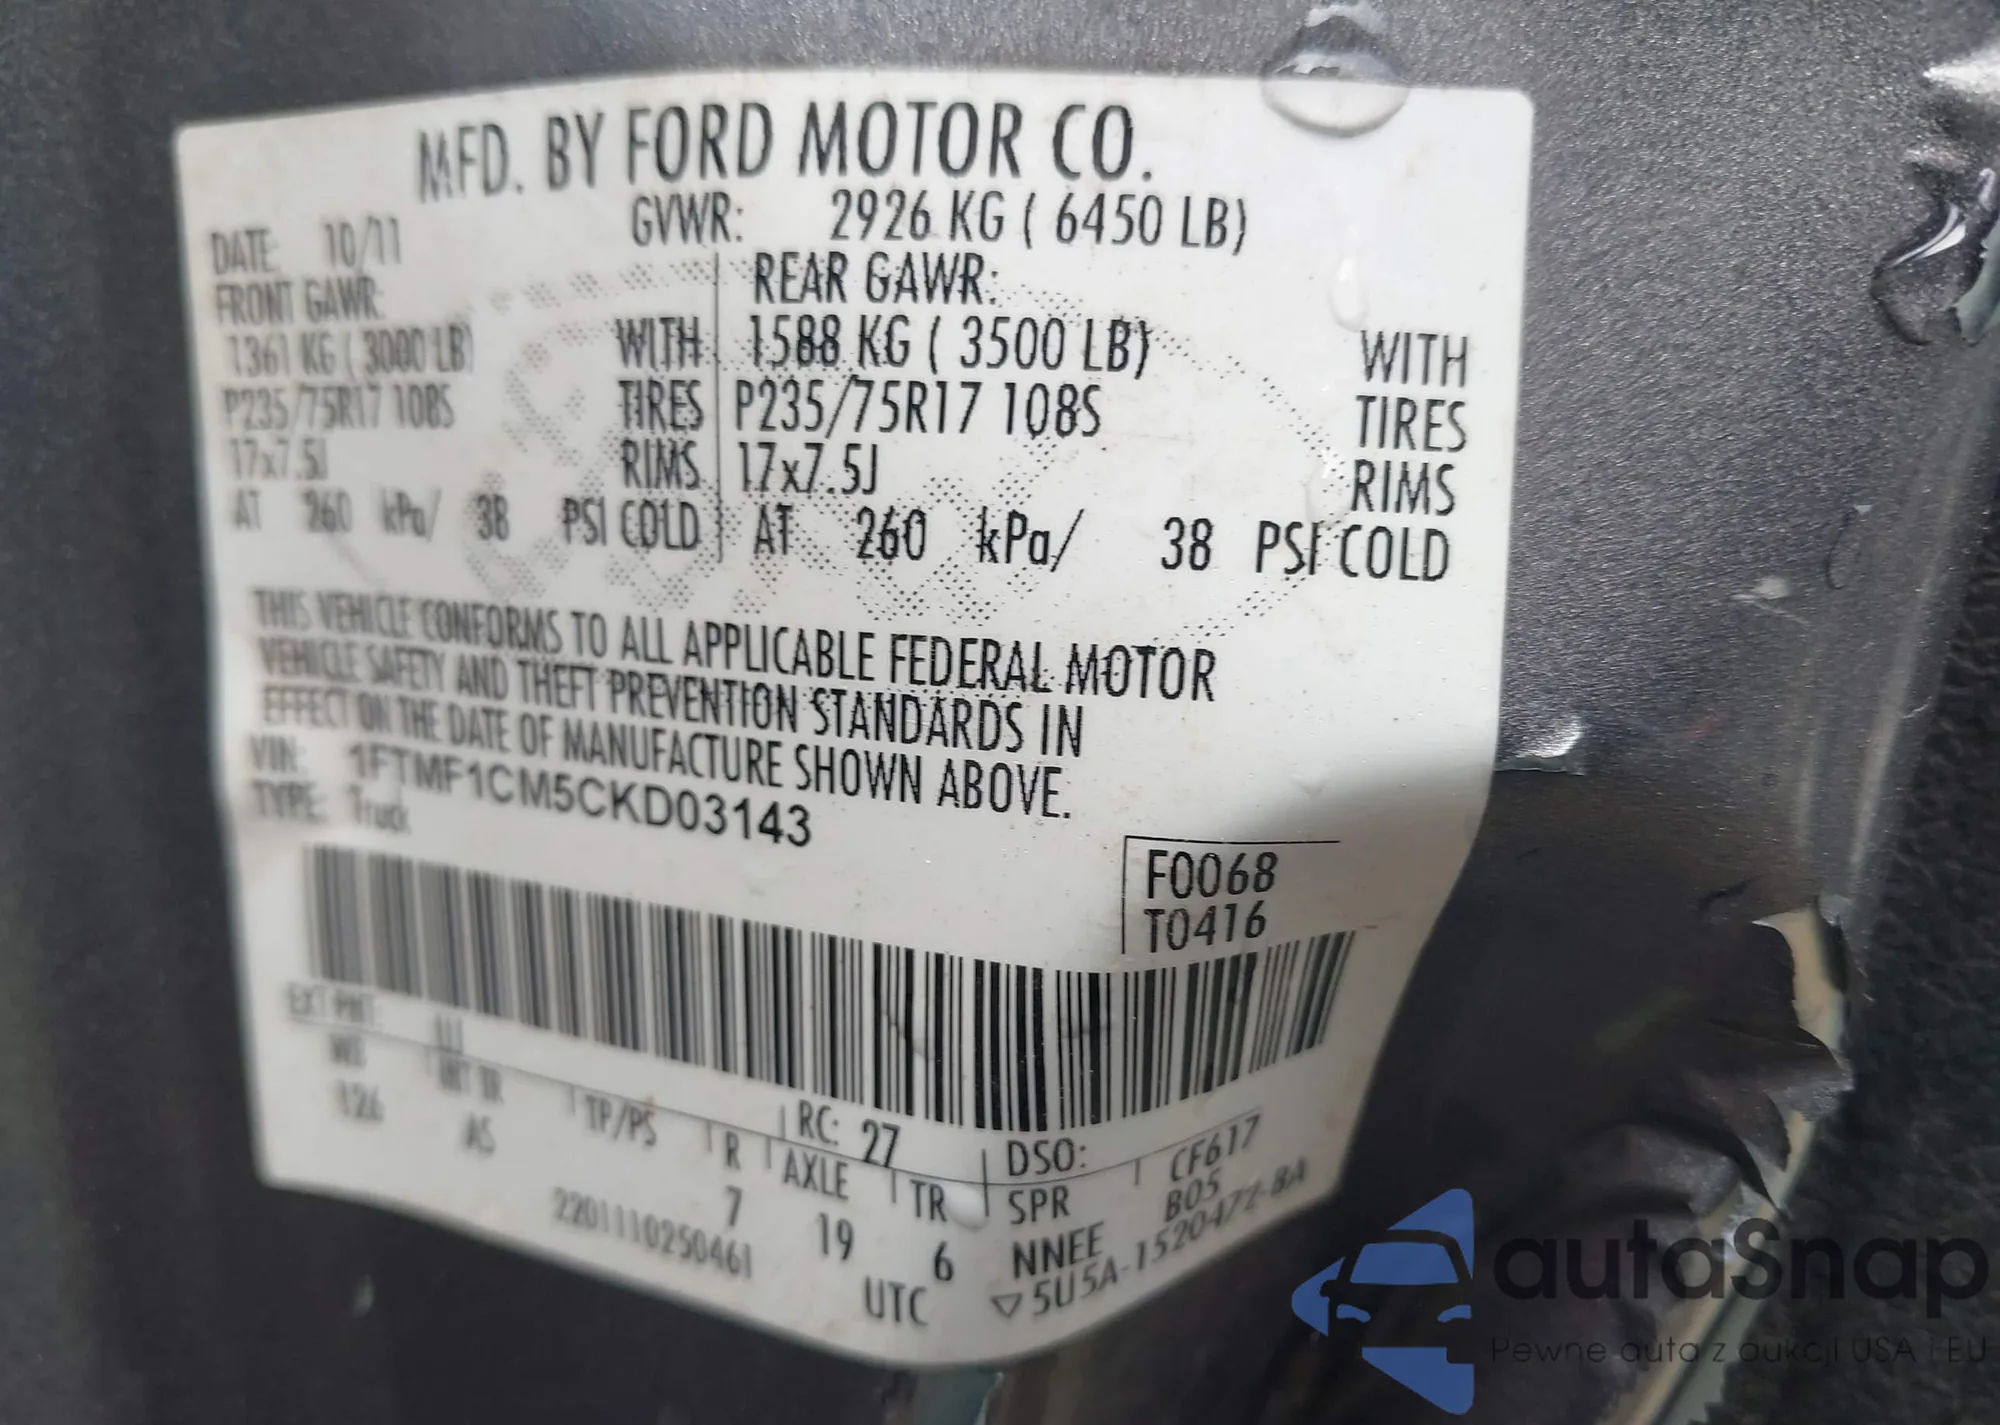 MFD. BY FORD MOTOR CO.
DATE: 10/11 GVWR: 2926 KG ( 6450 LB)
FRONT GAWR: REAR GAWR:
1361 KG ( 3000 LB) WITH 1588 KG ( 3500 LB) WITH
P235/75R17 108S TIRES P235/75R17 108S TIRES
17x7.5J RIMS 17x7.5J RIMS
AT 260 kPa/ 38 PSI COLD AT 260 kPa/ 38 PSI COLD
THIS VEHICLE CONFORMS TO ALL APPLICABLE FEDERAL MOTOR
VEHICLE SAFETY AND THEFT PREVENTION STANDARDS IN
EFFECT ON THE DATE OF MANUFACTURE SHOWN ABOVE.
VIN: 1FTMF1CM5CKD03143
TYPE: Truck
F0068
T0416
EXT PNT: RC: 27 DSO: CF617
WB INT TR TP/PS R AXLE TR SPR B05
126 AS 7 19 6 NNEE
2201110250461 UTC ▽5U5A-1520472-BA
autaSnap
Pewne auta z aukcji USA i EU